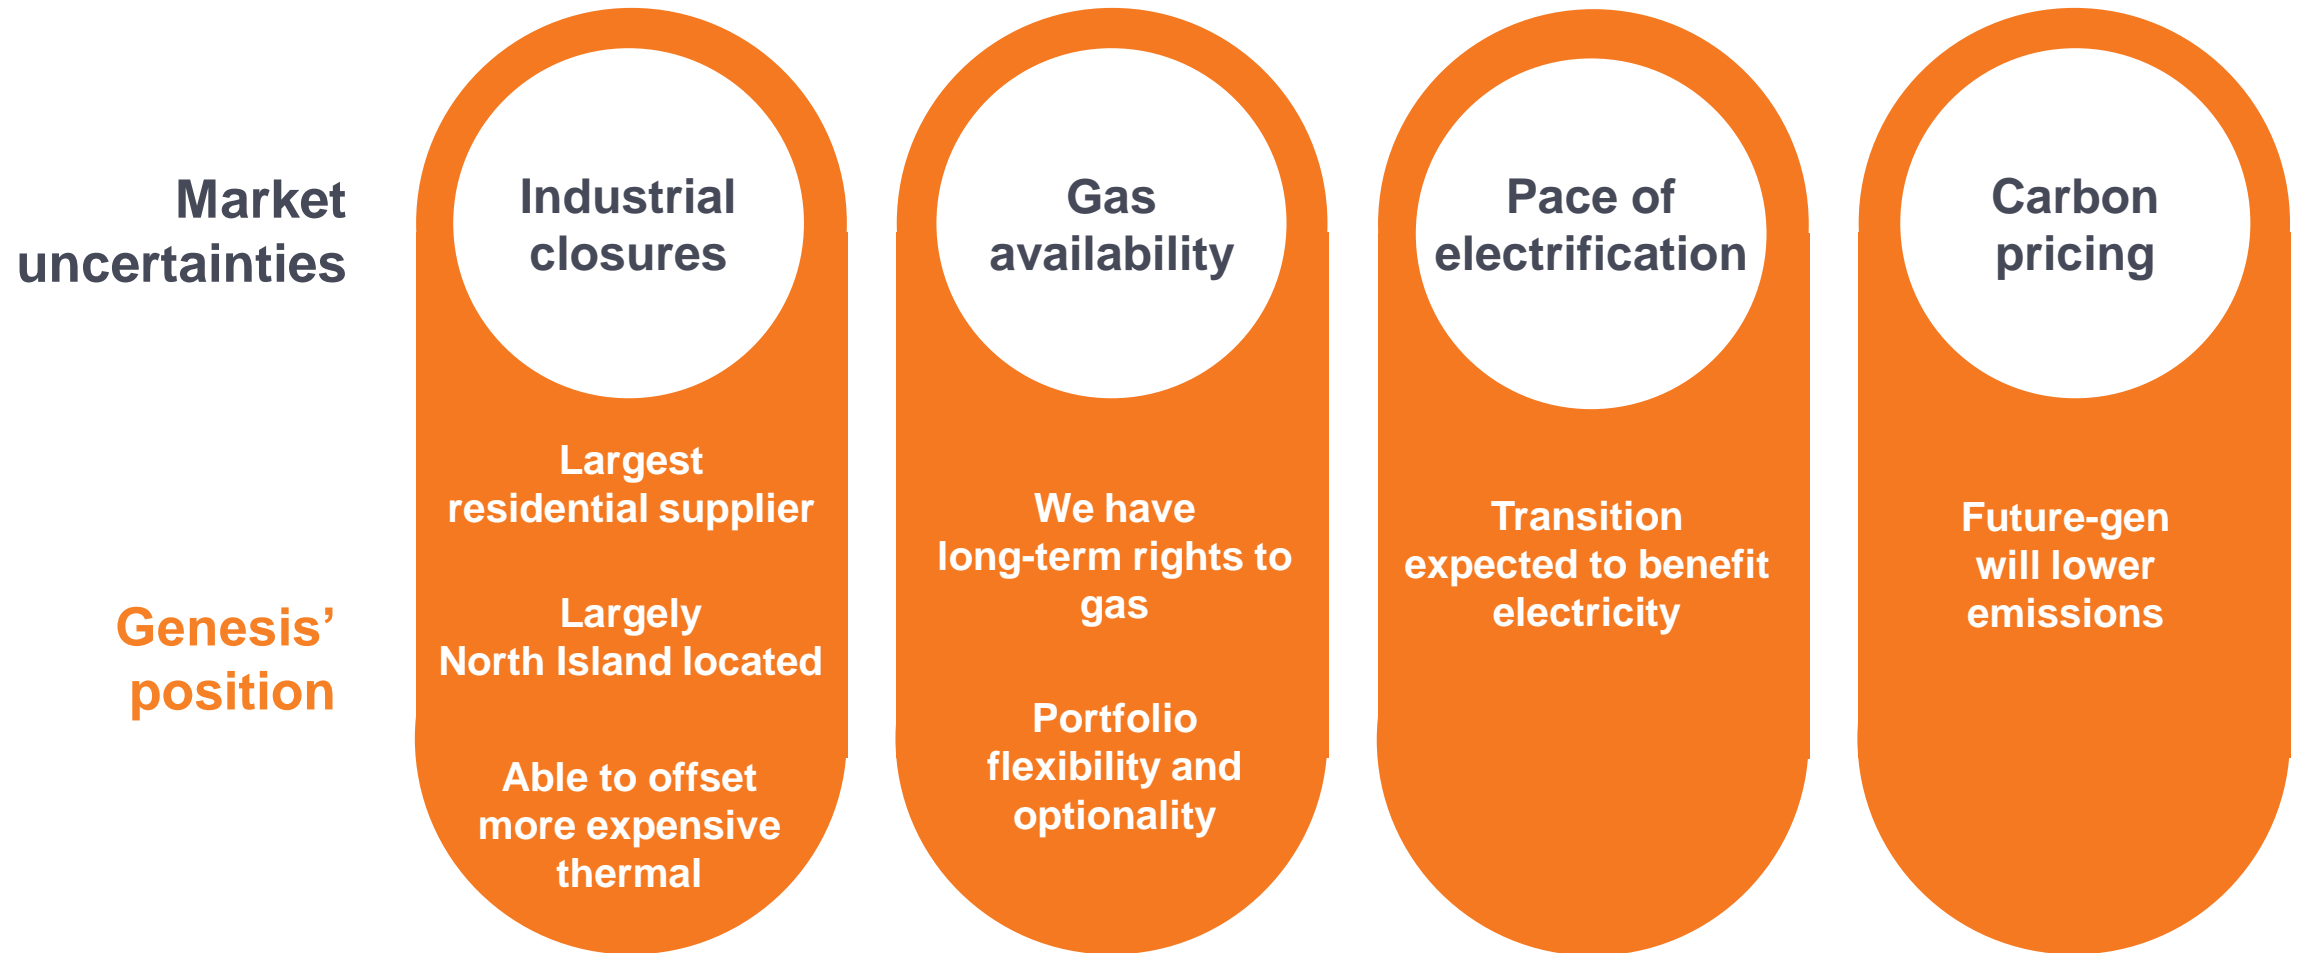 Market
uncertainties
Industrial
closures
Gas
availability
Pace of
electrification
Carbon
pricing
Genesis’
position
Largest
residential supplier
Largely
North Island located
Able to offset
more expensive
thermal
We have
long-term rights to
gas
Portfolio
flexibility and
optionality
Transition
expected to benefit
electricity
Future-gen
will lower
emissions